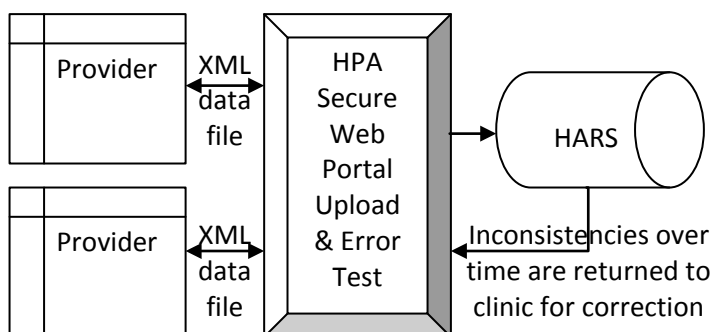 Provider
XML
data
file
Provider
XML
data
file
HPA
Secure
Web
Portal
Upload
& Error
Test
HARS
Inconsistencies over
time are returned to
clinic for correction